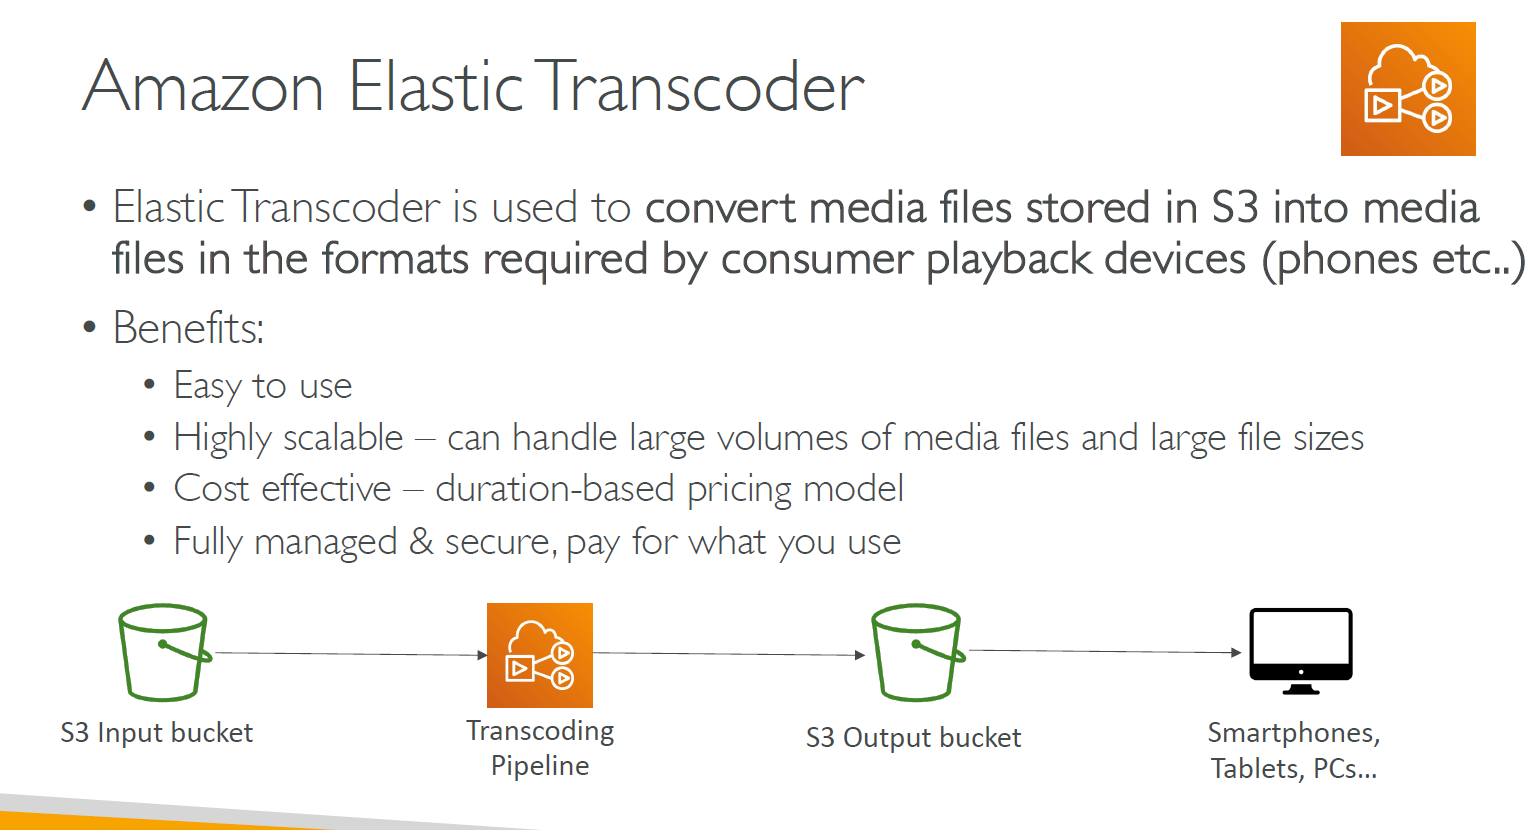 Amazon Elastic Transcoder
• Elastic Transcoder is used to convert media files stored in S3 into media
files in the formats required by consumer playback devices (phones etc..)
• Benefits:
• Easy to use
• Highly scalable – can handle large volumes of media files and large file sizes
• Cost effective – duration-based pricing model
• Fully managed & secure, pay for what you use
S3 Input bucket
Transcoding
Pipeline
S3 Output bucket
Smartphones,
Tablets, PCs...